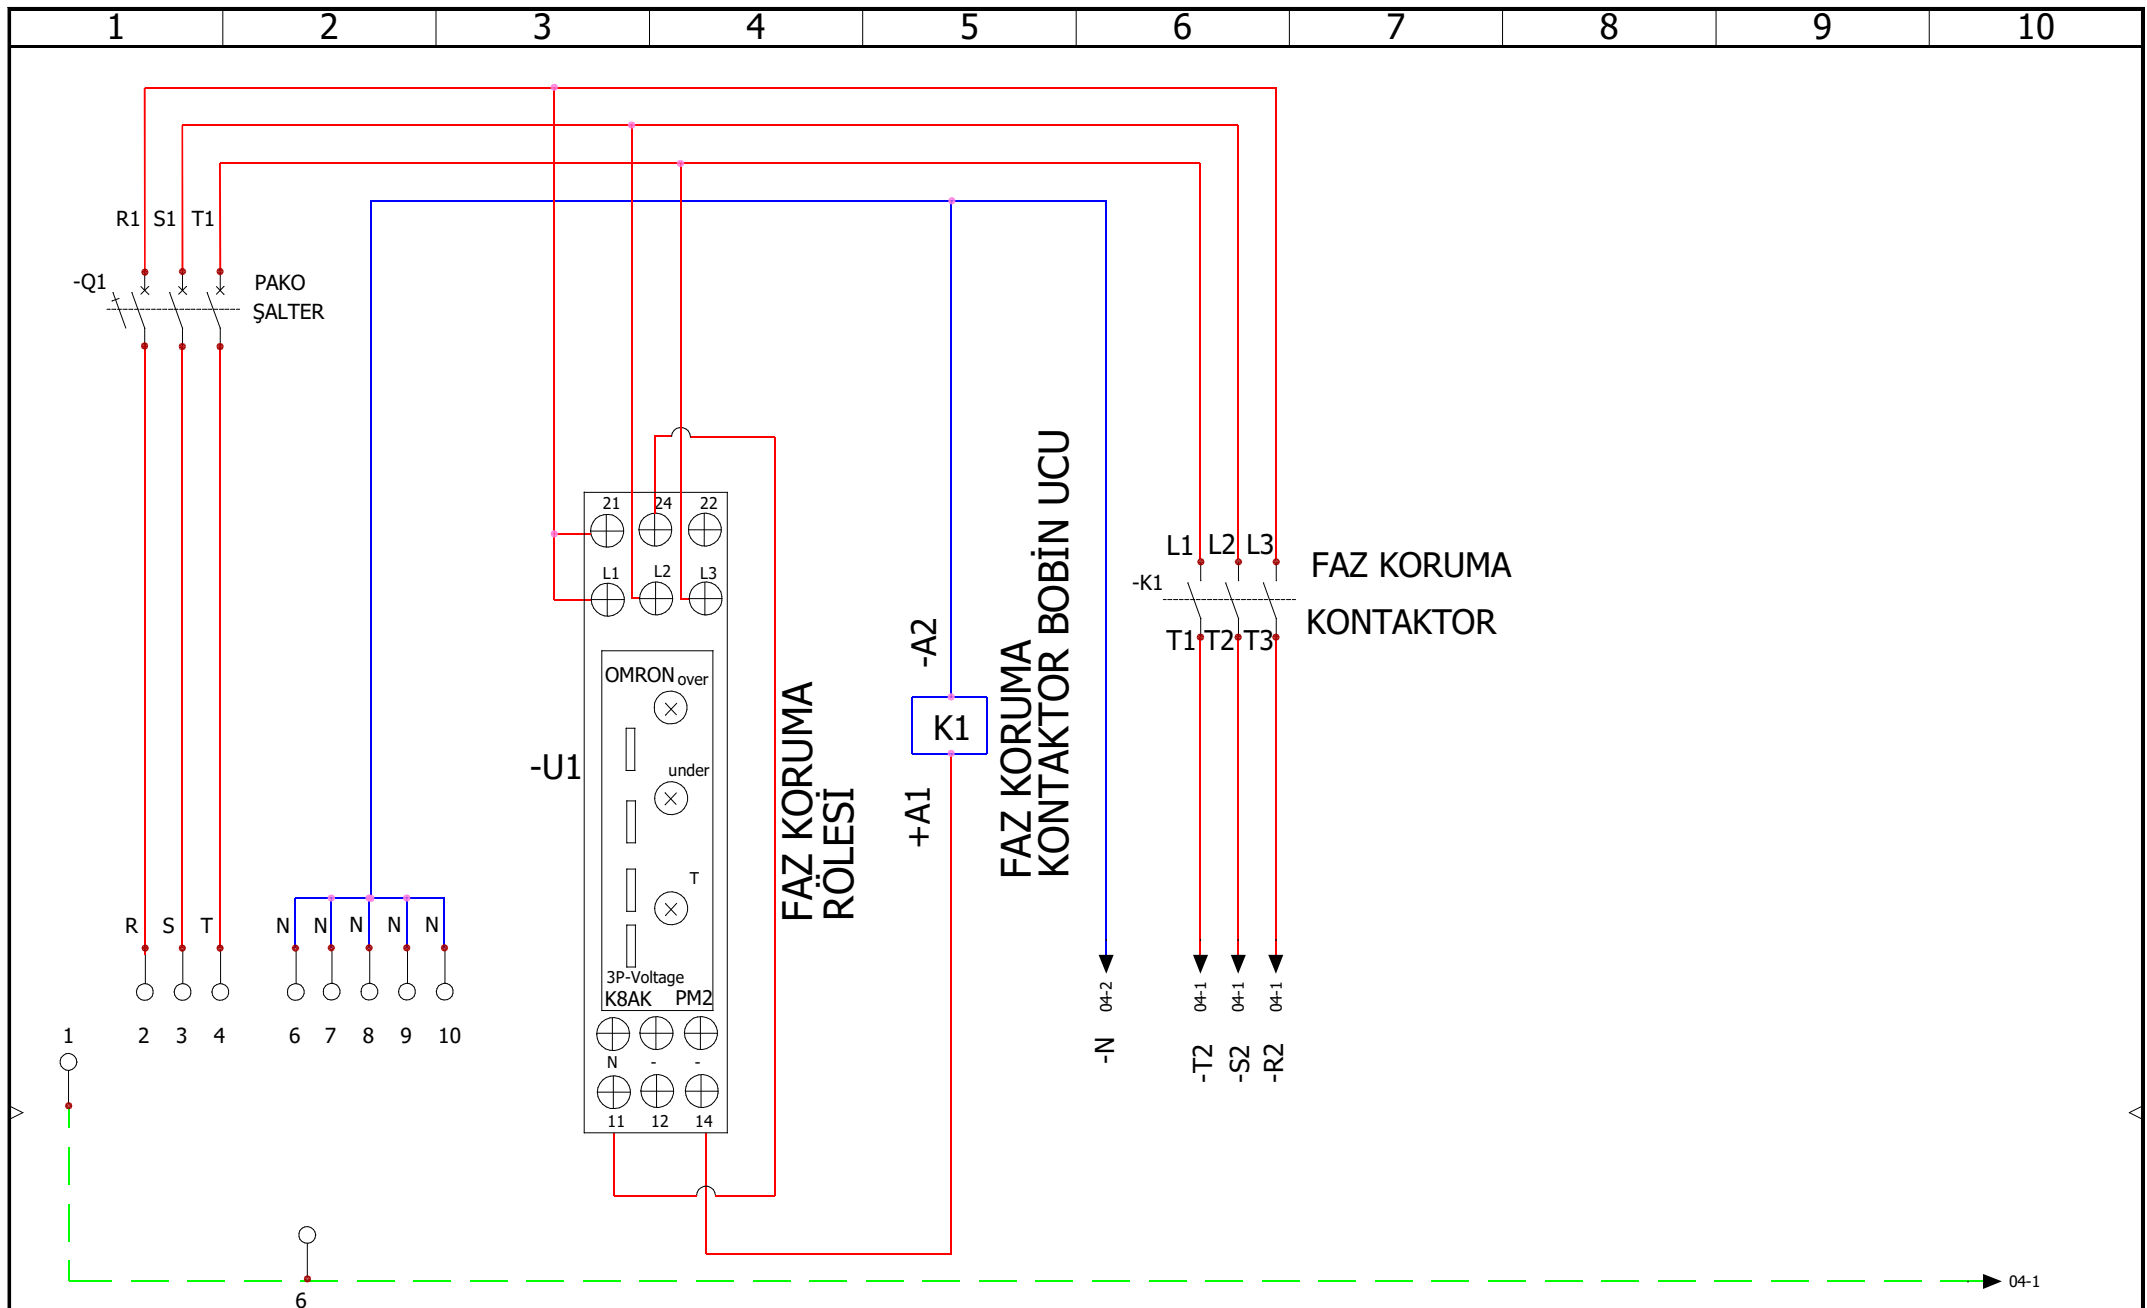 1 2 3 4 5 6 7 8 9 10
R1 S1 T1
-Q1
PAKO
ŞALTER
21 24 22
L1 L2 L3
OMRON over
under
T
3P-Voltage
K8AK PM2
N - -
11 12 14
-U1
FAZ KORUMA
RÖLESİ
-A2
K1
+A1
FAZ KORUMA
KONTAKTOR BOBİN UCU
L1 L2 L3
-K1
T1 T2 T3
FAZ KORUMA
KONTAKTOR
R S T
N N N N N
1
2 3 4 6 7 8 9 10
04-2 04-1 04-1 04-1
-N -T2 -S2 -R2
6
04-1